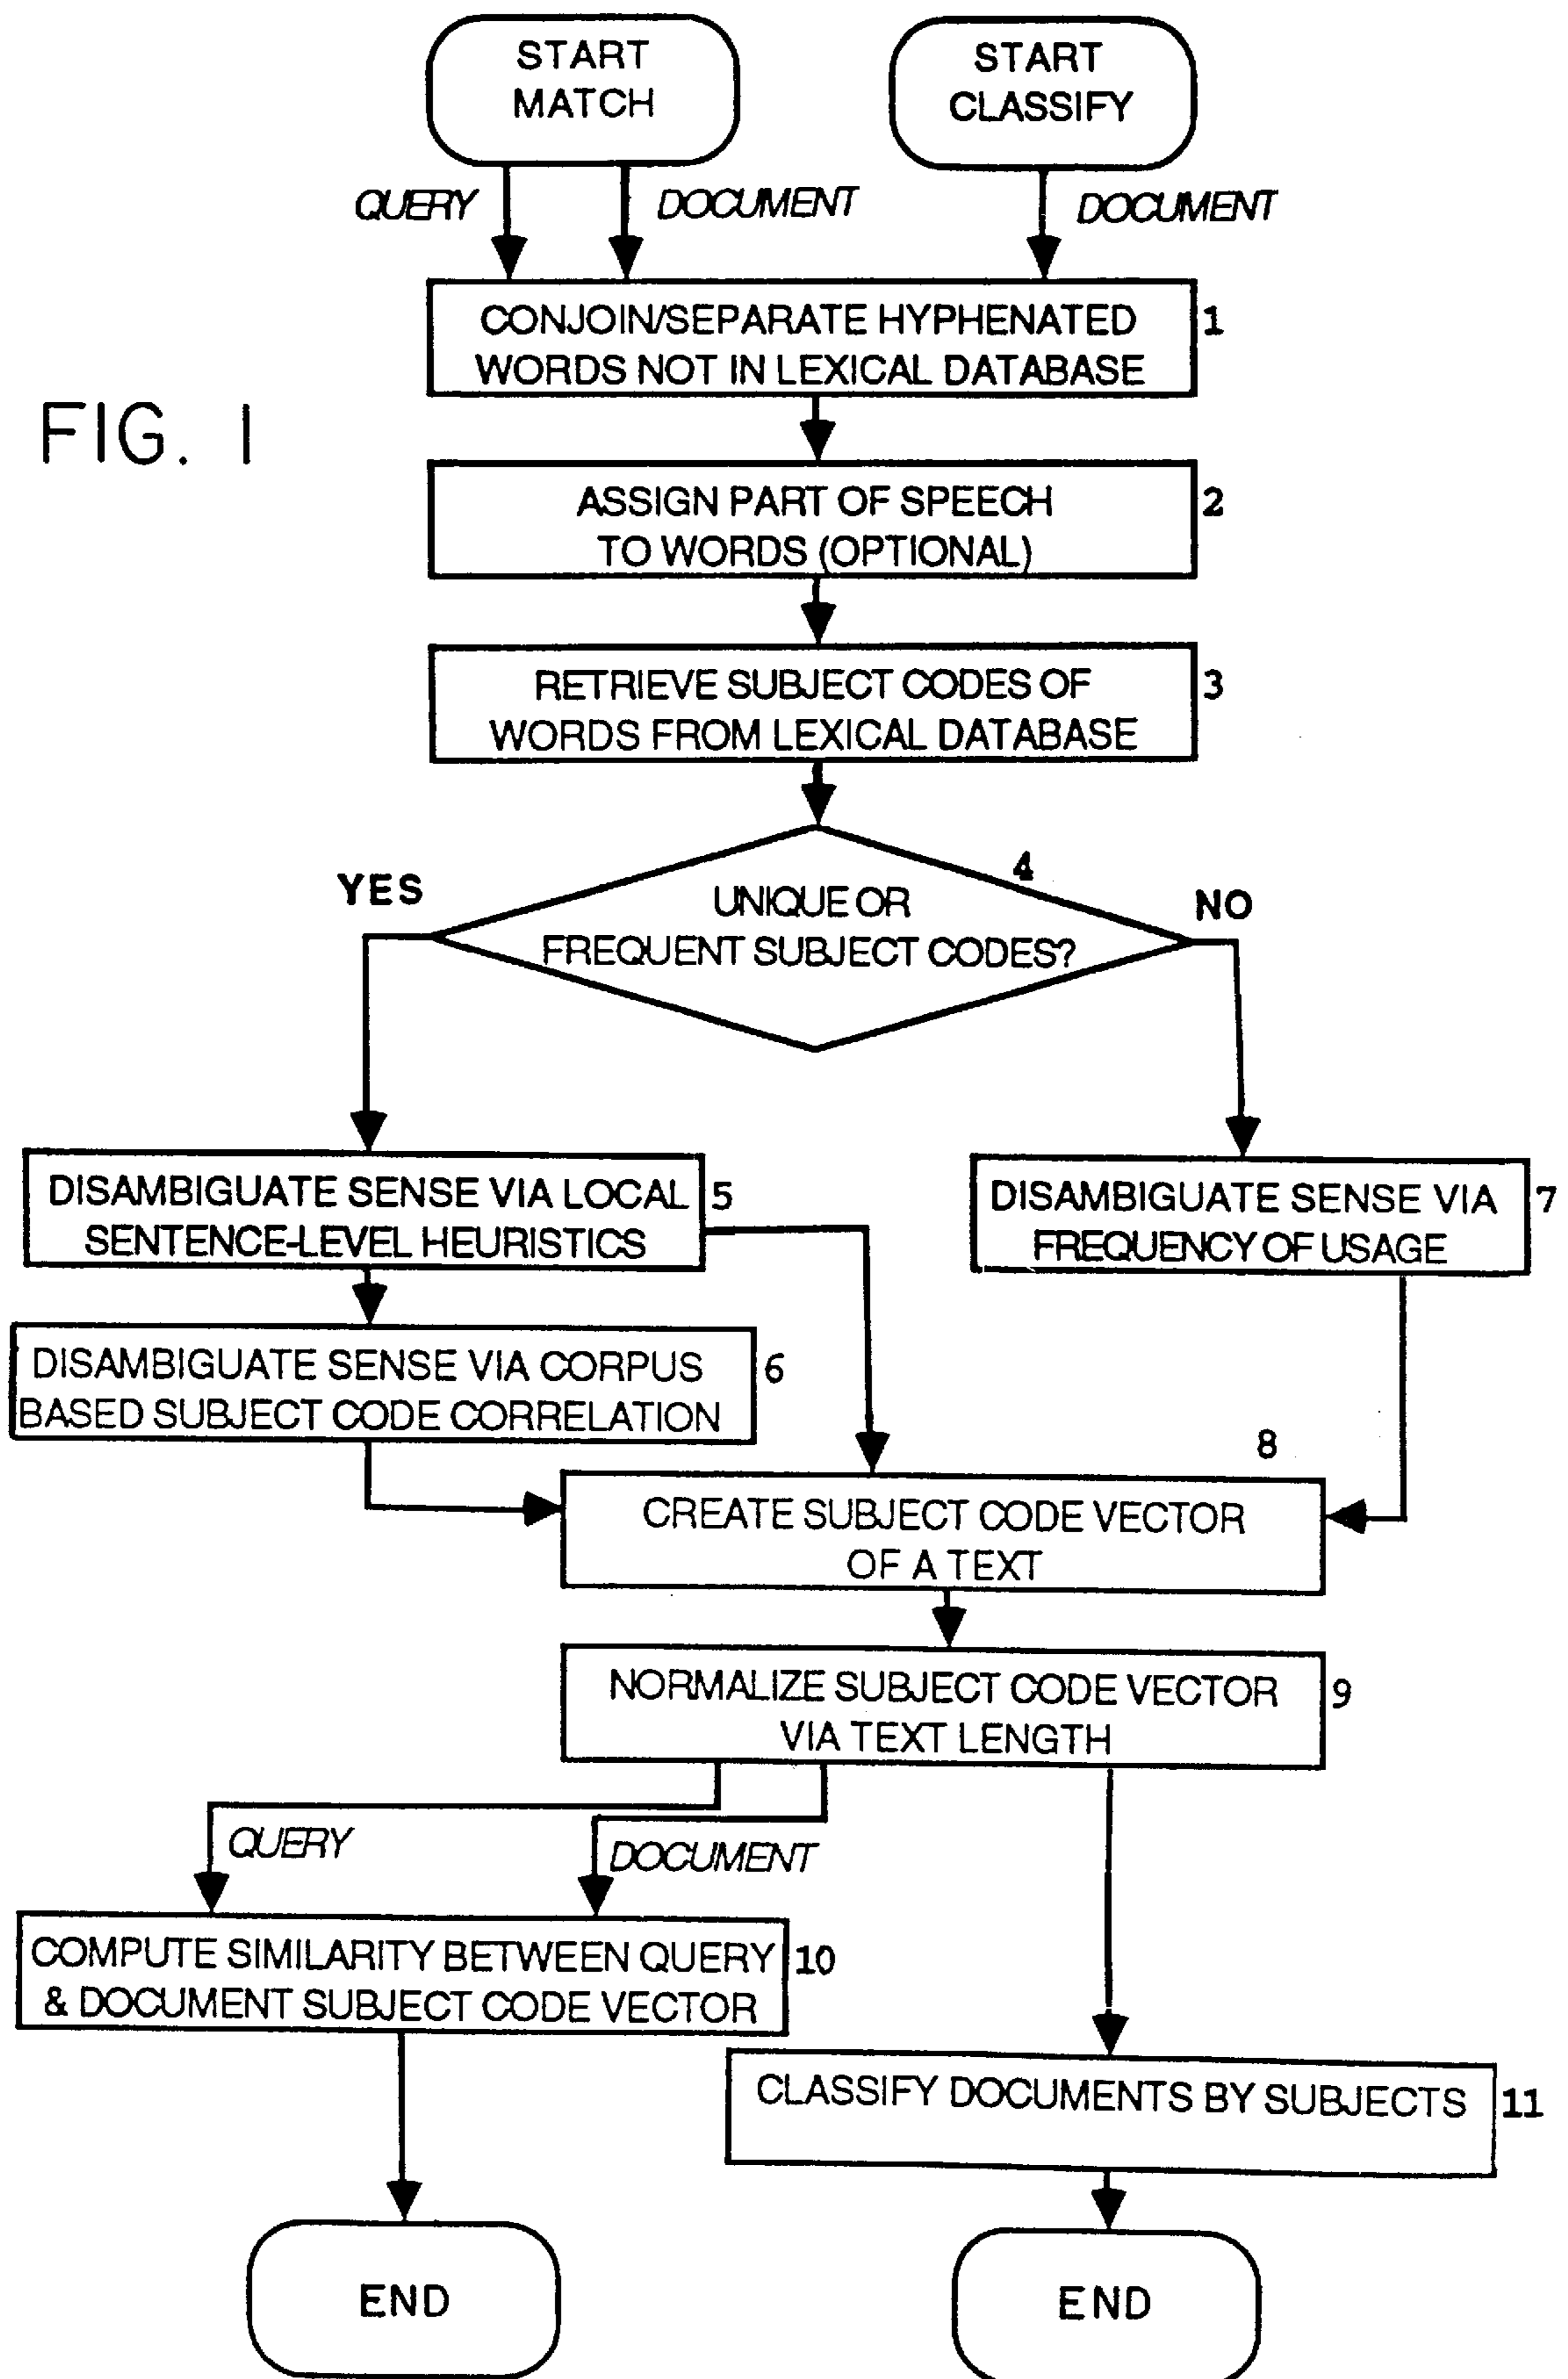 START
MATCH
START
CLASSIFY
QUERY
DOCUMENT
DOCUMENT
CONJOIN/SEPARATE HYPHENATED
WORDS NOT IN LEXICAL DATABASE
1
FIG. 1
ASSIGN PART OF SPEECH
TO WORDS (OPTIONAL)
2
RETRIEVE SUBJECT CODES OF
WORDS FROM LEXICAL DATABASE
3
4
YES
UNIQUE OR
FREQUENT SUBJECT CODES?
NO
DISAMBIGUATE SENSE VIA LOCAL
SENTENCE-LEVEL HEURISTICS
5
DISAMBIGUATE SENSE VIA
FREQUENCY OF USAGE
7
DISAMBIGUATE SENSE VIA CORPUS
BASED SUBJECT CODE CORRELATION
6
8
CREATE SUBJECT CODE VECTOR
OF A TEXT
NORMALIZE SUBJECT CODE VECTOR
VIA TEXT LENGTH
9
QUERY
DOCUMENT
COMPUTE SIMILARITY BETWEEN QUERY
& DOCUMENT SUBJECT CODE VECTOR
10
CLASSIFY DOCUMENTS BY SUBJECTS
11
END
END